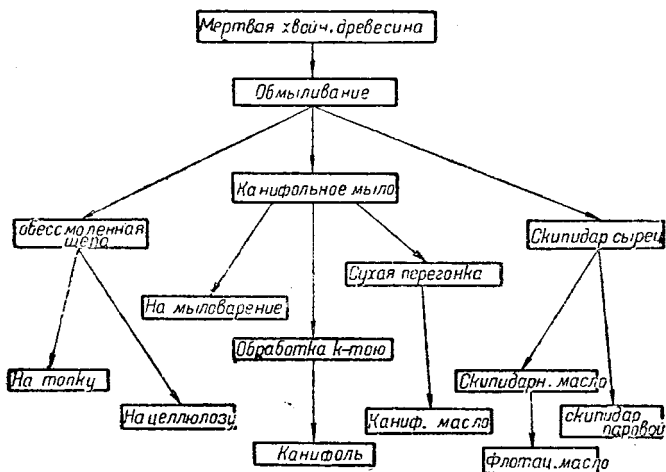 Мертвая хвойн. древесина
Обмыливание
Канифольное мыло
обессмоленная
щепа
Скипидар сырец
Сухая перегонка
На мыловарение
Обработка к-тою
На топку
Скипидарн. масло
На целлюлозу
Каниф. масло
скипидар
паровой
Канифоль
Флотац. масло